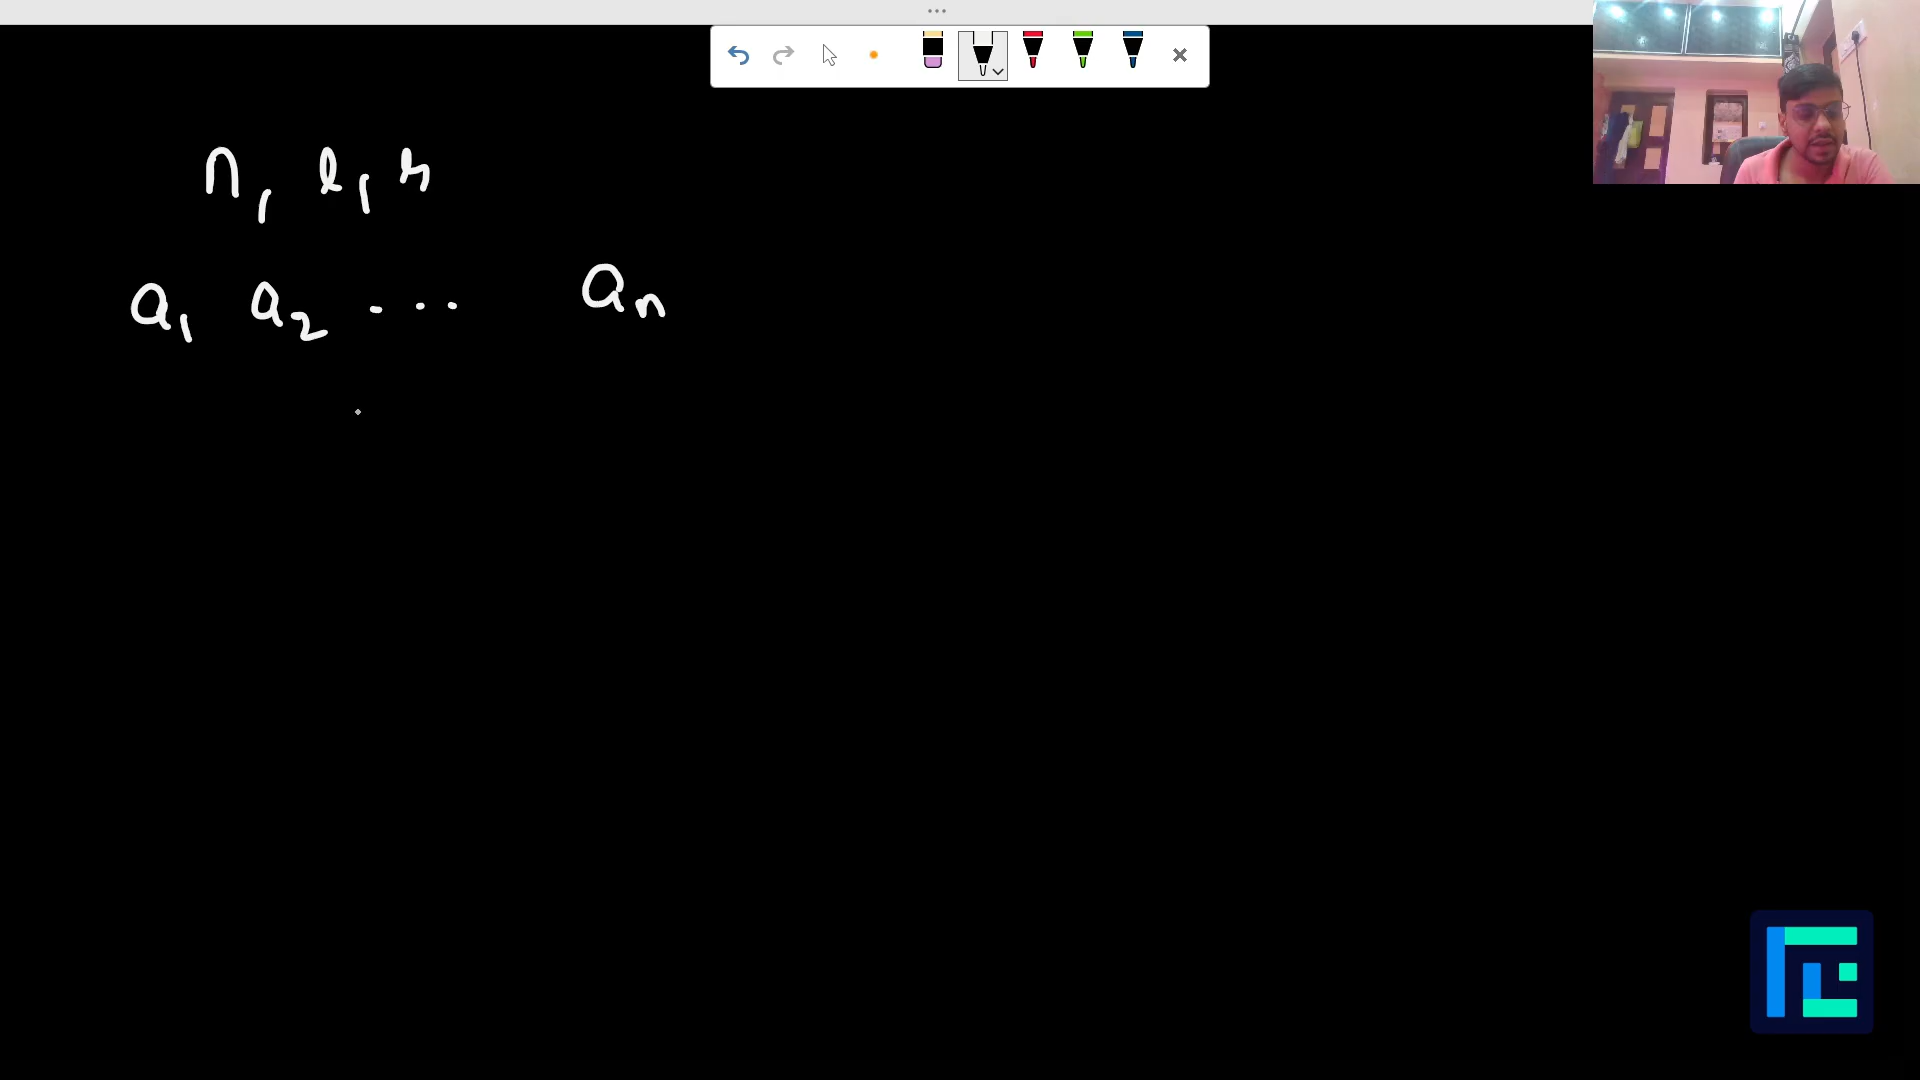 n, l, r
a1 a2 ... an